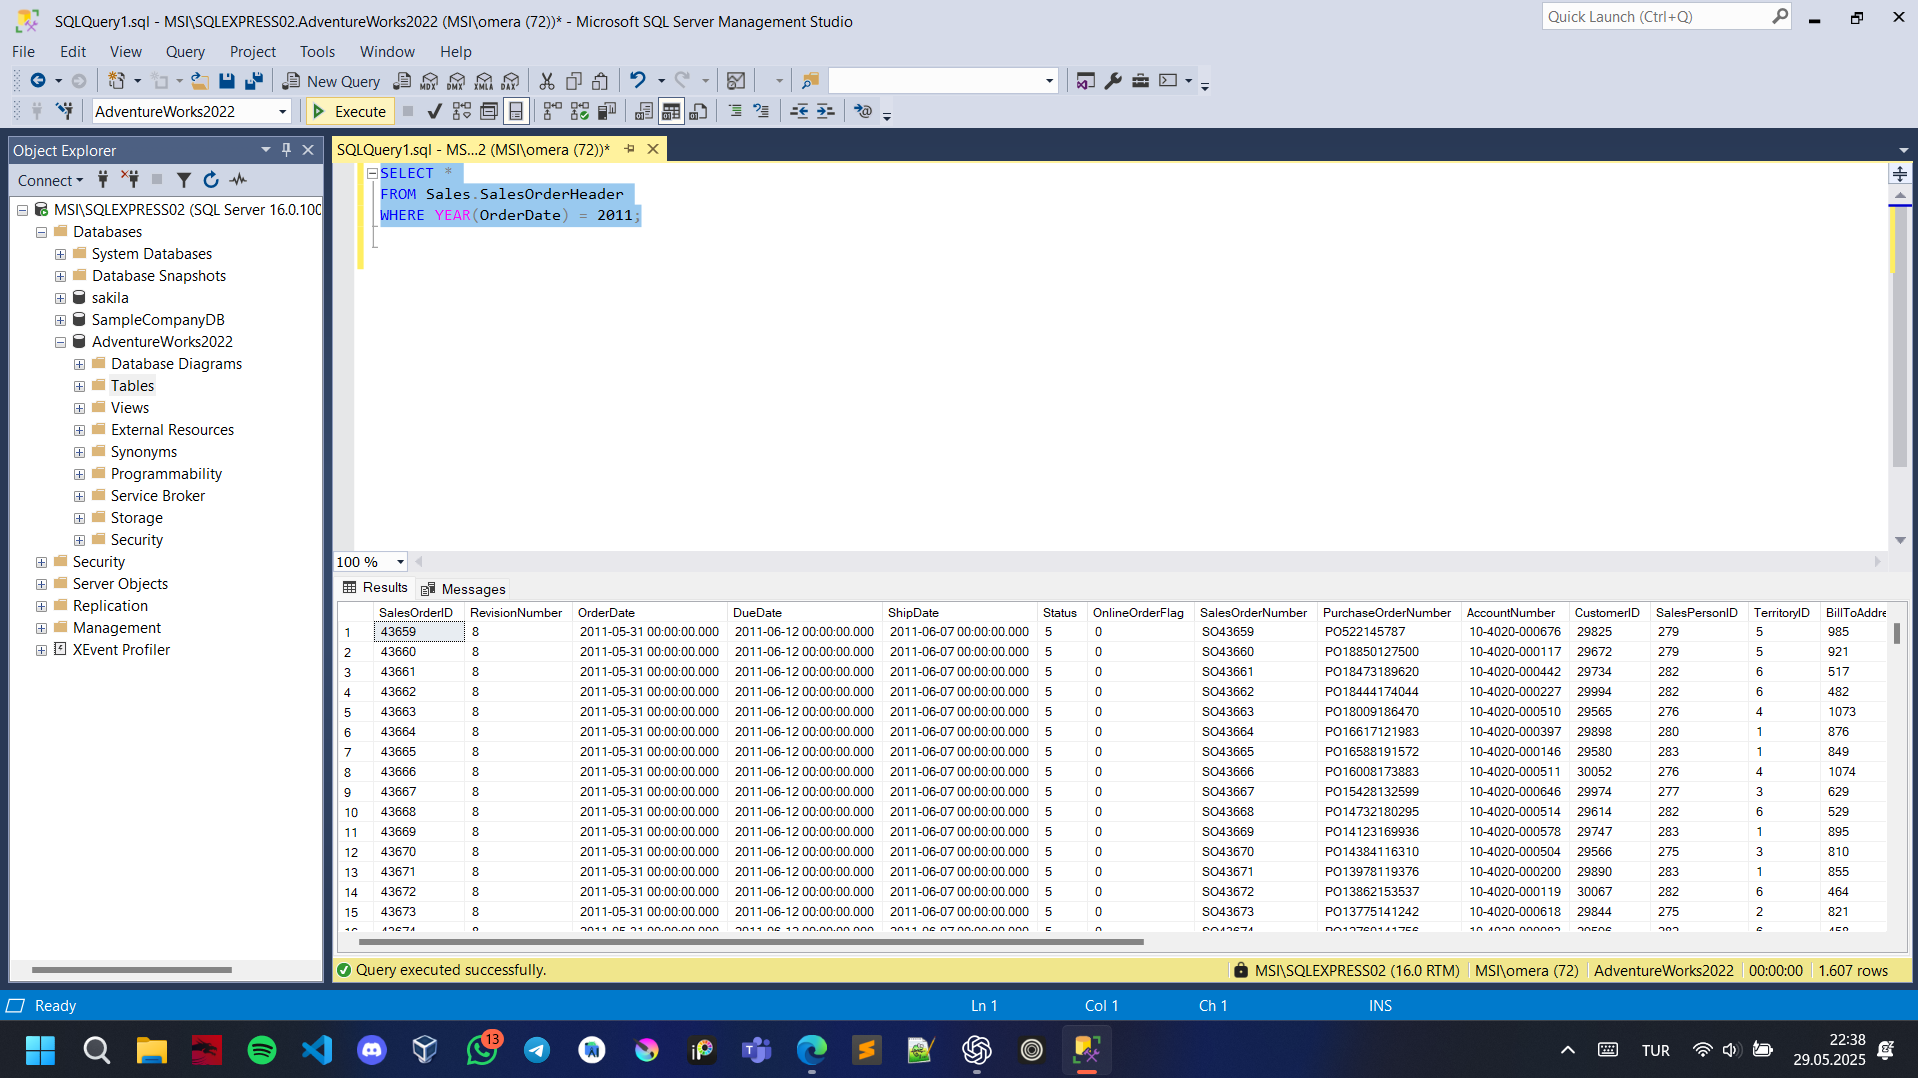 SQLQuery1.sql - MSI\SQLEXPRESS02.AdventureWorks2022 (MSI\omera (72))* - Microsoft SQL Server Management Studio
Quick Launch (Ctrl+Q)
File Edit View Query Project Tools Window Help
New Query MDX DMX XMLA DAX
AdventureWorks2022 Execute
Object Explorer
SQLQuery1.sql - MS...2 (MSI\omera (72))*
Connect
MSI\SQLEXPRESS02 (SQL Server 16.0.100
Databases
System Databases
Database Snapshots
sakila
SampleCompanyDB
AdventureWorks2022
Database Diagrams
Tables
Views
External Resources
Synonyms
Programmability
Service Broker
Storage
Security
Security
Server Objects
Replication
Management
XEvent Profiler
SELECT *
FROM Sales.SalesOrderHeader
WHERE YEAR(OrderDate) = 2011;
100 %
Results Messages
SalesOrderID RevisionNumber OrderDate DueDate ShipDate Status OnlineOrderFlag SalesOrderNumber PurchaseOrderNumber AccountNumber CustomerID SalesPersonID TerritoryID BillToAddre
1 43659 8 2011-05-31 00:00:00.000 2011-06-12 00:00:00.000 2011-06-07 00:00:00.000 5 0 SO43659 PO522145787 10-4020-000676 29825 279 5 985
2 43660 8 2011-05-31 00:00:00.000 2011-06-12 00:00:00.000 2011-06-07 00:00:00.000 5 0 SO43660 PO18850127500 10-4020-000117 29672 279 5 921
3 43661 8 2011-05-31 00:00:00.000 2011-06-12 00:00:00.000 2011-06-07 00:00:00.000 5 0 SO43661 PO18473189620 10-4020-000442 29734 282 6 517
4 43662 8 2011-05-31 00:00:00.000 2011-06-12 00:00:00.000 2011-06-07 00:00:00.000 5 0 SO43662 PO18444174044 10-4020-000227 29994 282 6 482
5 43663 8 2011-05-31 00:00:00.000 2011-06-12 00:00:00.000 2011-06-07 00:00:00.000 5 0 SO43663 PO18009186470 10-4020-000510 29565 276 4 1073
6 43664 8 2011-05-31 00:00:00.000 2011-06-12 00:00:00.000 2011-06-07 00:00:00.000 5 0 SO43664 PO16617121983 10-4020-000397 29898 280 1 876
7 43665 8 2011-05-31 00:00:00.000 2011-06-12 00:00:00.000 2011-06-07 00:00:00.000 5 0 SO43665 PO16588191572 10-4020-000146 29580 283 1 849
8 43666 8 2011-05-31 00:00:00.000 2011-06-12 00:00:00.000 2011-06-07 00:00:00.000 5 0 SO43666 PO16008173883 10-4020-000511 30052 276 4 1074
9 43667 8 2011-05-31 00:00:00.000 2011-06-12 00:00:00.000 2011-06-07 00:00:00.000 5 0 SO43667 PO15428132599 10-4020-000646 29974 277 3 629
10 43668 8 2011-05-31 00:00:00.000 2011-06-12 00:00:00.000 2011-06-07 00:00:00.000 5 0 SO43668 PO14732180295 10-4020-000514 29614 282 6 529
11 43669 8 2011-05-31 00:00:00.000 2011-06-12 00:00:00.000 2011-06-07 00:00:00.000 5 0 SO43669 PO14123169936 10-4020-000578 29747 283 1 895
12 43670 8 2011-05-31 00:00:00.000 2011-06-12 00:00:00.000 2011-06-07 00:00:00.000 5 0 SO43670 PO14384116310 10-4020-000504 29566 275 3 810
13 43671 8 2011-05-31 00:00:00.000 2011-06-12 00:00:00.000 2011-06-07 00:00:00.000 5 0 SO43671 PO13978119376 10-4020-000200 29890 283 1 855
14 43672 8 2011-05-31 00:00:00.000 2011-06-12 00:00:00.000 2011-06-07 00:00:00.000 5 0 SO43672 PO13862153537 10-4020-000119 30067 282 6 464
15 43673 8 2011-05-31 00:00:00.000 2011-06-12 00:00:00.000 2011-06-07 00:00:00.000 5 0 SO43673 PO13775141242 10-4020-000618 29844 275 2 821
Query executed successfully. MSI\SQLEXPRESS02 (16.0 RTM) MSI\omera (72) AdventureWorks2022 00:00:00 1.607 rows
Ready Ln 1 Col 1 Ch 1 INS
13 TUR 22:38
29.05.2025